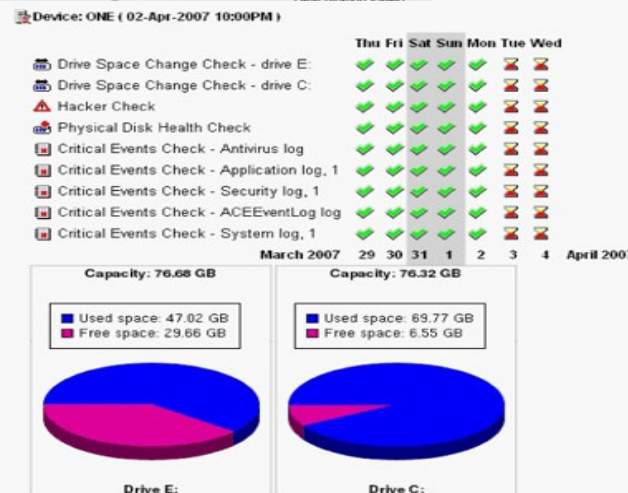 Device: ONE ( 02-Apr-2007 10:00PM )
Thu Fri Sat Sun Mon Tue Wed
Drive Space Change Check - drive E:
Drive Space Change Check - drive C:
Hacker Check
Physical Disk Health Check
Critical Events Check - Antivirus log
Critical Events Check - Application log, 1
Critical Events Check - Security log, 1
Critical Events Check - ACEEventLog log
Critical Events Check - System log, 1
March 2007 29 30 31 1 2 3 4 April 200
Capacity: 76.68 GB
Used space: 47.02 GB
Free space: 29.66 GB
Drive E:
Capacity: 76.32 GB
Used space: 69.77 GB
Free space: 6.55 GB
Drive C: